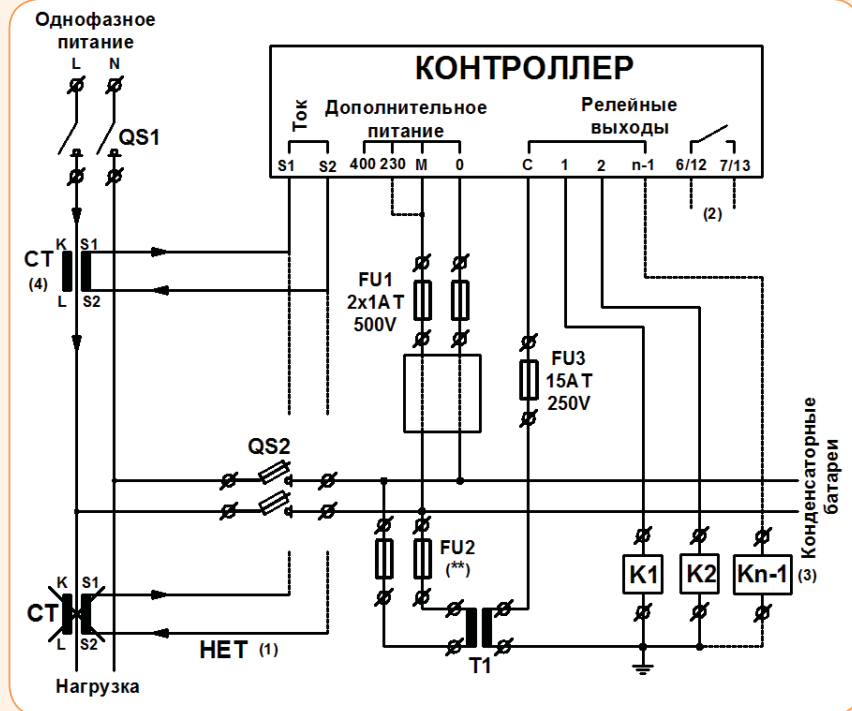 Однофазное
питание
L N
QS1
КОНТРОЛЛЕР
Ток
Дополнительное
питание
Релейные
выходы
S1 S2 400 230 M 0 C 1 2 n-1 6/12 7/13
(2)
K S1
CT
(4)
L S2
FU1
2x1A T
500V
FU3
15A T
250V
QS2
Конденсаторные
батареи
FU2
(**)
K1 K2 Kn-1 (3)
K S1
CT
L S2
НЕТ (1)
T1
Нагрузка